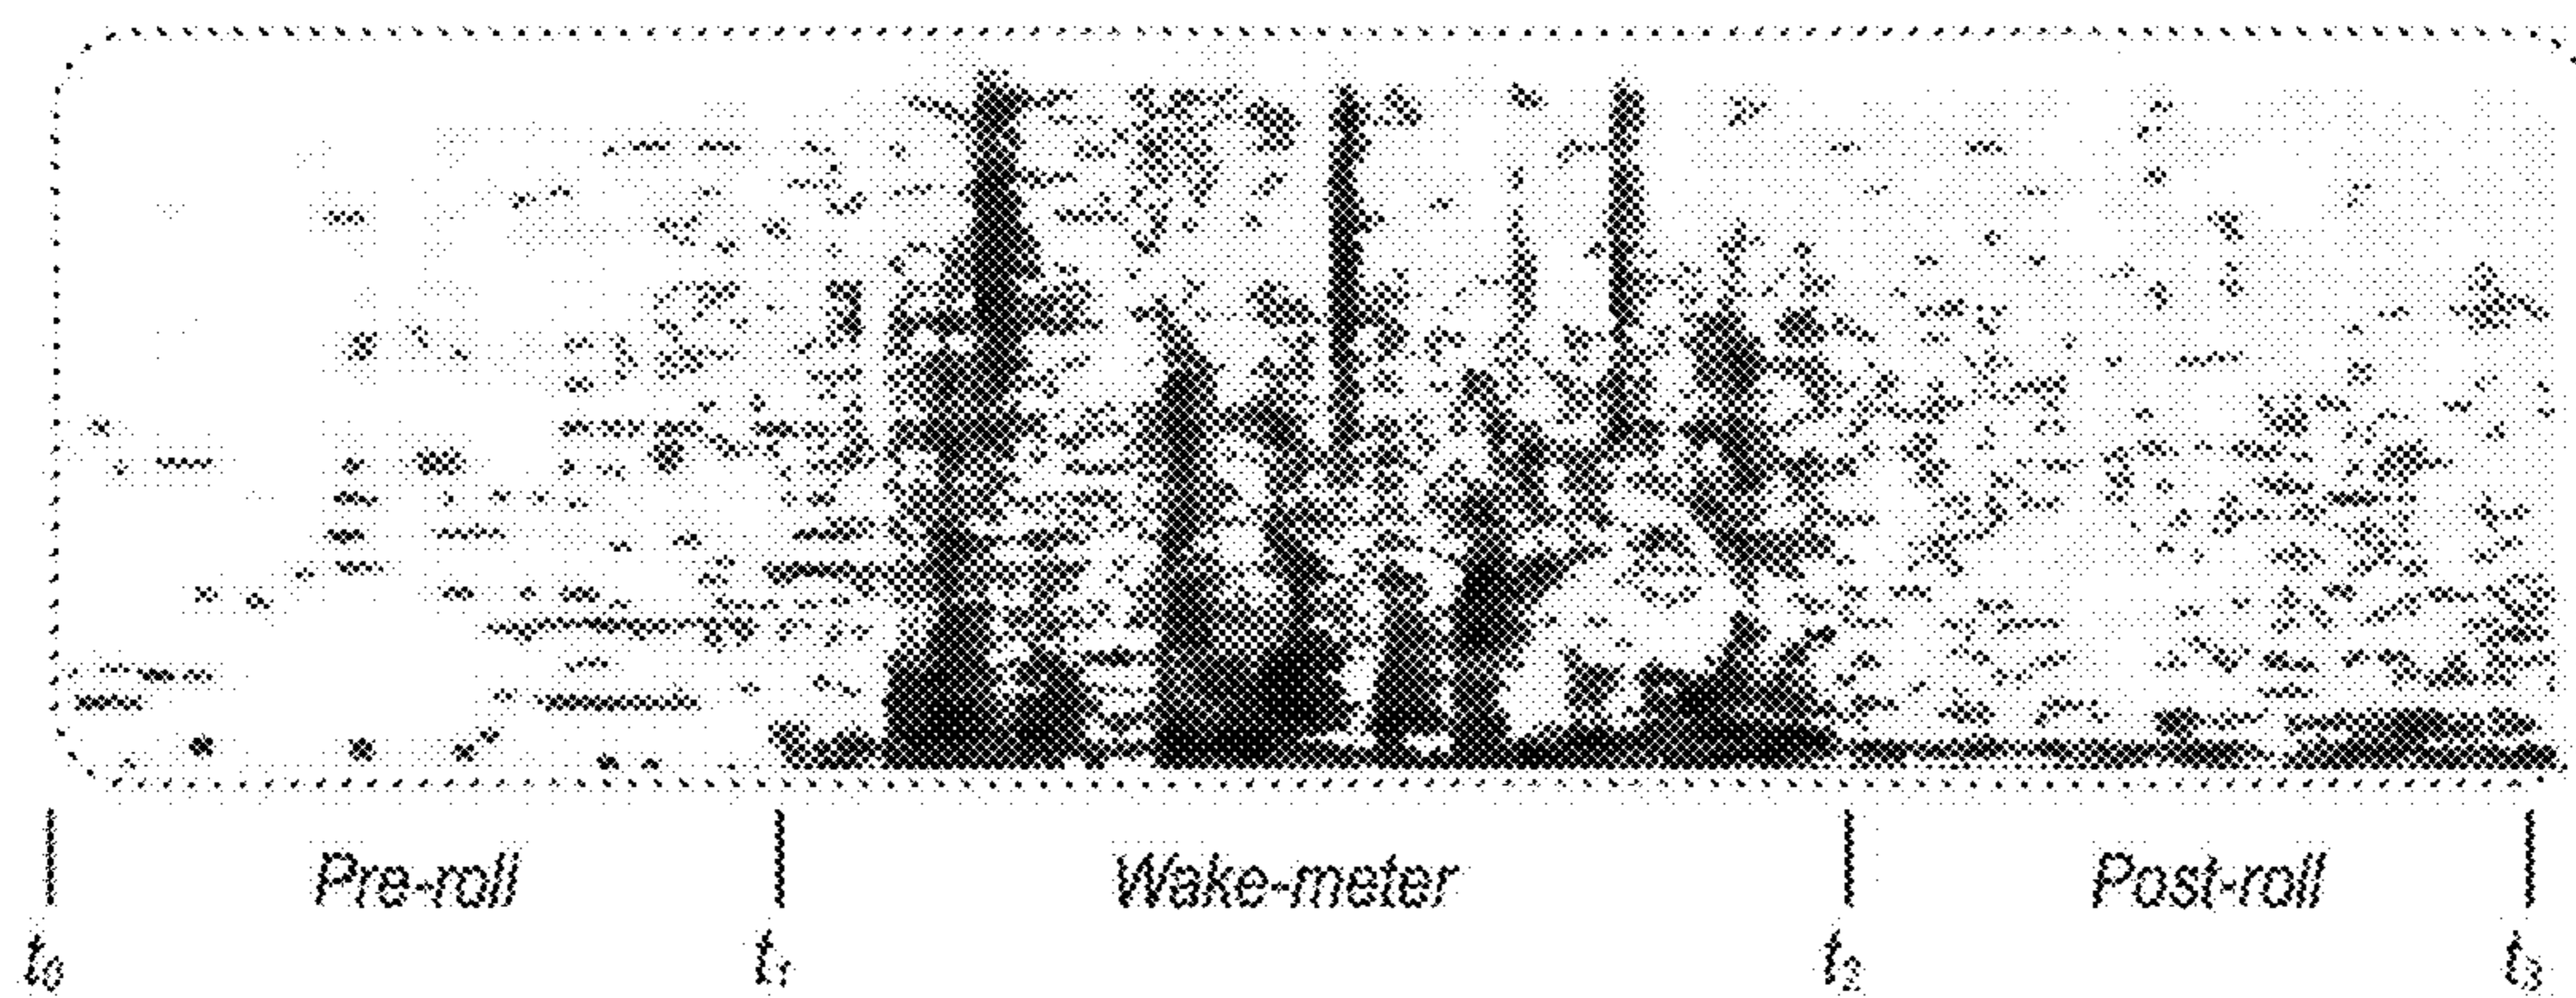 Pre-roll Wake-meter Post-roll
t₀ t₁ t₂ t₃